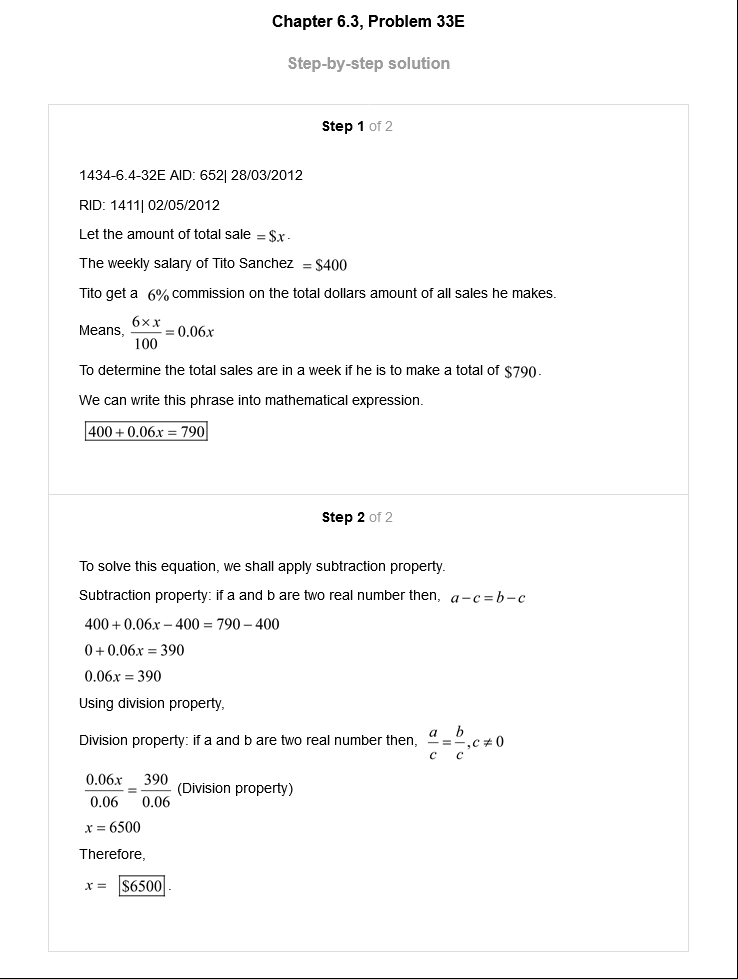 Chapter 6.3, Problem 33E
Step-by-step solution
Step 1 of 2
1434-6.4-32E AID: 652| 28/03/2012
RID: 1411| 02/05/2012
Let the amount of total sale = $x.
The weekly salary of Tito Sanchez = $400
Tito get a 6% commission on the total dollars amount of all sales he makes.
Means, \frac{6 × x}{100} = 0.06x
To determine the total sales are in a week if he is to make a total of $790.
We can write this phrase into mathematical expression.
400 + 0.06x = 790
Step 2 of 2
To solve this equation, we shall apply subtraction property.
Subtraction property: if a and b are two real number then, a − c = b − c
400 + 0.06x − 400 = 790 − 400
0 + 0.06x = 390
0.06x = 390
Using division property,
Division property: if a and b are two real number then, \frac{a}{c} = \frac{b}{c}, c ≠ 0
\frac{0.06x}{0.06} = \frac{390}{0.06} (Division property)
x = 6500
Therefore,
x = $6500.